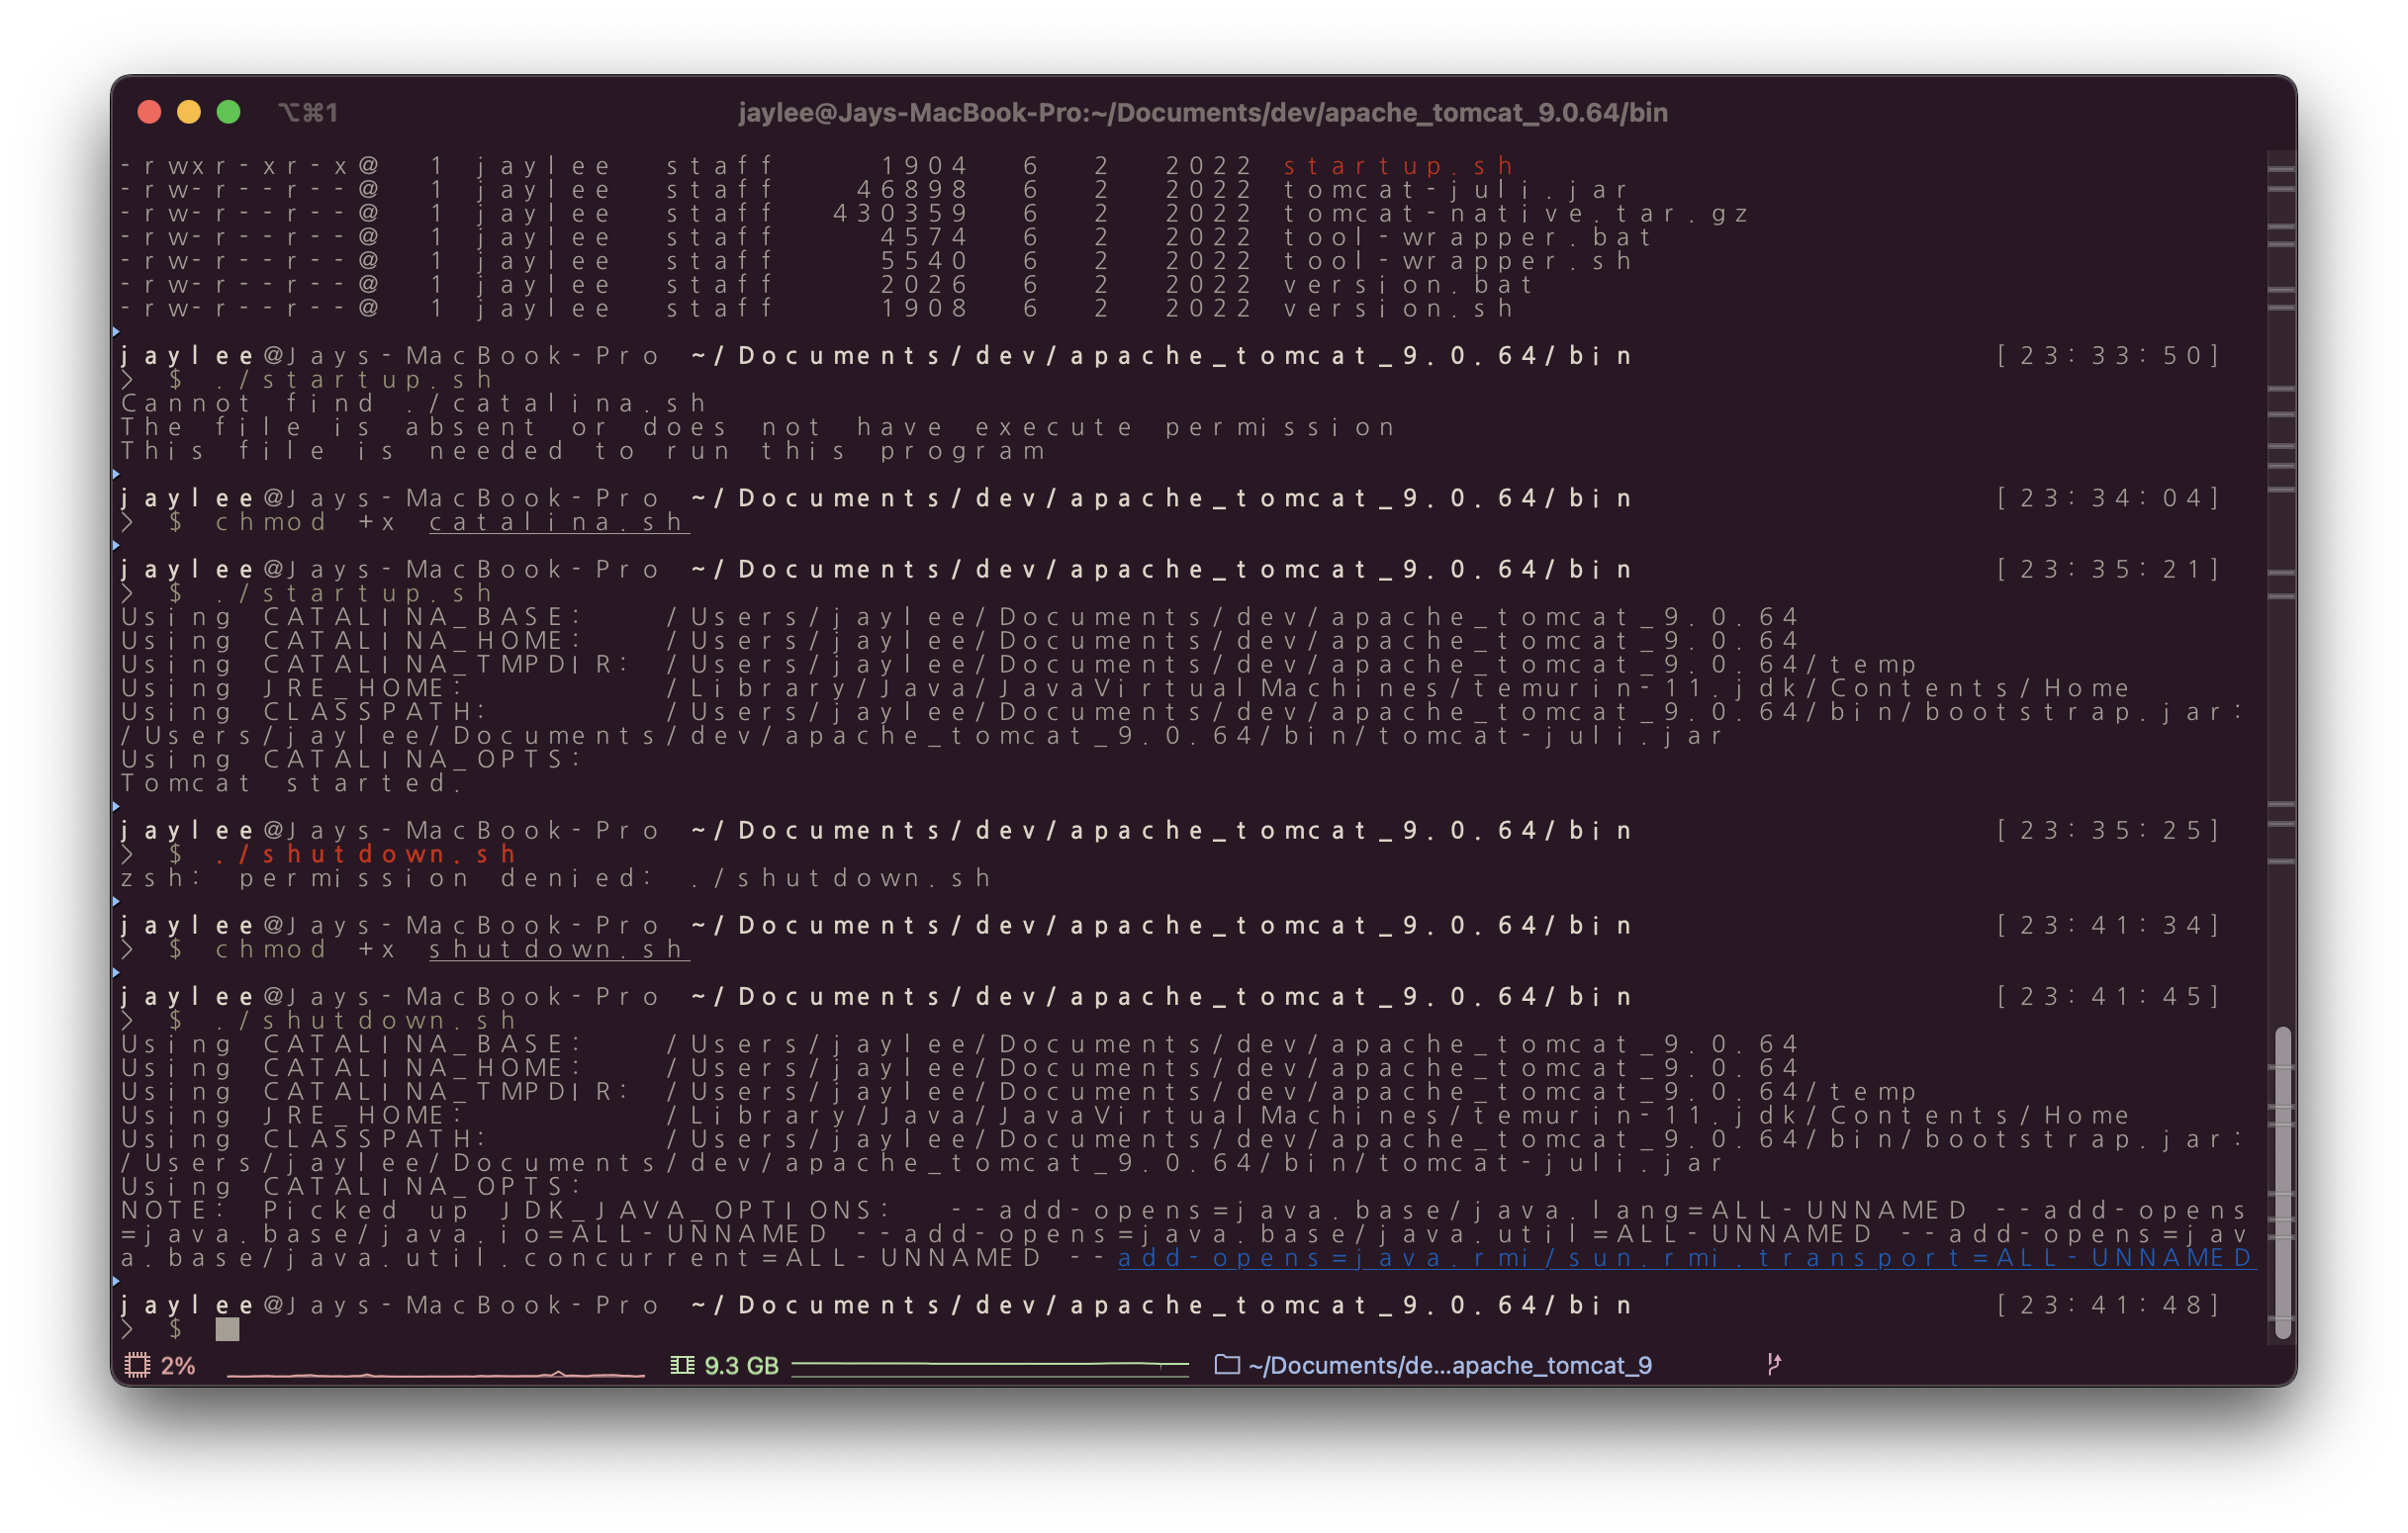 ⌥⌘1 jaylee@Jays-MacBook-Pro:~/Documents/dev/apache_tomcat_9.0.64/bin
-rwxr-xr-x@ 1 jaylee staff 1904 6 2 2022 startup.sh
-rw-r--r--@ 1 jaylee staff 46898 6 2 2022 tomcat-juli.jar
-rw-r--r--@ 1 jaylee staff 430359 6 2 2022 tomcat-native.tar.gz
-rw-r--r--@ 1 jaylee staff 4574 6 2 2022 tool-wrapper.bat
-rw-r--r--@ 1 jaylee staff 5540 6 2 2022 tool-wrapper.sh
-rw-r--r--@ 1 jaylee staff 2026 6 2 2022 version.bat
-rw-r--r--@ 1 jaylee staff 1908 6 2 2022 version.sh
jaylee@Jays-MacBook-Pro ~/Documents/dev/apache_tomcat_9.0.64/bin [23:33:50]
> $ ./startup.sh
Cannot find ./catalina.sh
The file is absent or does not have execute permission
This file is needed to run this program
jaylee@Jays-MacBook-Pro ~/Documents/dev/apache_tomcat_9.0.64/bin [23:34:04]
> $ chmod +x catalina.sh
jaylee@Jays-MacBook-Pro ~/Documents/dev/apache_tomcat_9.0.64/bin [23:35:21]
> $ ./startup.sh
Using CATALINA_BASE: /Users/jaylee/Documents/dev/apache_tomcat_9.0.64
Using CATALINA_HOME: /Users/jaylee/Documents/dev/apache_tomcat_9.0.64
Using CATALINA_TMPDIR: /Users/jaylee/Documents/dev/apache_tomcat_9.0.64/temp
Using JRE_HOME: /Library/Java/JavaVirtualMachines/temurin-11.jdk/Contents/Home
Using CLASSPATH: /Users/jaylee/Documents/dev/apache_tomcat_9.0.64/bin/bootstrap.jar:
/Users/jaylee/Documents/dev/apache_tomcat_9.0.64/bin/tomcat-juli.jar
Using CATALINA_OPTS:
Tomcat started.
jaylee@Jays-MacBook-Pro ~/Documents/dev/apache_tomcat_9.0.64/bin [23:35:25]
> $ ./shutdown.sh
zsh: permission denied: ./shutdown.sh
jaylee@Jays-MacBook-Pro ~/Documents/dev/apache_tomcat_9.0.64/bin [23:41:34]
> $ chmod +x shutdown.sh
jaylee@Jays-MacBook-Pro ~/Documents/dev/apache_tomcat_9.0.64/bin [23:41:45]
> $ ./shutdown.sh
Using CATALINA_BASE: /Users/jaylee/Documents/dev/apache_tomcat_9.0.64
Using CATALINA_HOME: /Users/jaylee/Documents/dev/apache_tomcat_9.0.64
Using CATALINA_TMPDIR: /Users/jaylee/Documents/dev/apache_tomcat_9.0.64/temp
Using JRE_HOME: /Library/Java/JavaVirtualMachines/temurin-11.jdk/Contents/Home
Using CLASSPATH: /Users/jaylee/Documents/dev/apache_tomcat_9.0.64/bin/bootstrap.jar:
/Users/jaylee/Documents/dev/apache_tomcat_9.0.64/bin/tomcat-juli.jar
Using CATALINA_OPTS:
NOTE: Picked up JDK_JAVA_OPTIONS: --add-opens=java.base/java.lang=ALL-UNNAMED --add-opens
=java.base/java.io=ALL-UNNAMED --add-opens=java.base/java.util=ALL-UNNAMED --add-opens=jav
a.base/java.util.concurrent=ALL-UNNAMED --add-opens=java.rmi/sun.rmi.transport=ALL-UNNAMED
jaylee@Jays-MacBook-Pro ~/Documents/dev/apache_tomcat_9.0.64/bin [23:41:48]
> $
2% 9.3 GB ~/Documents/de...apache_tomcat_9